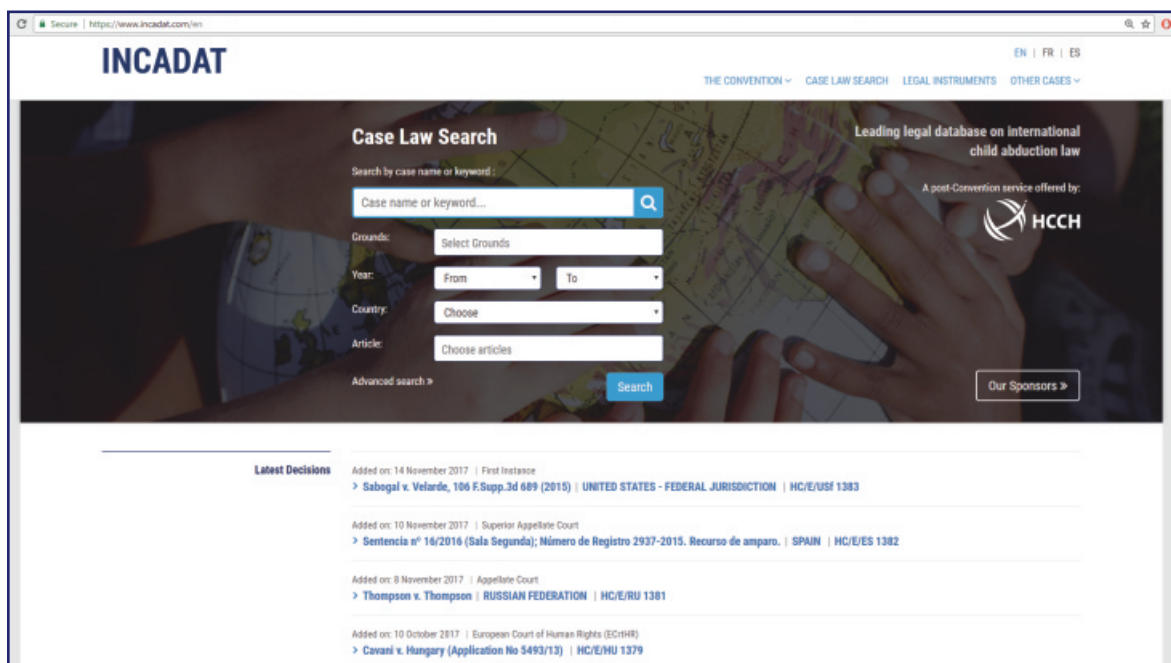 Secure | https://www.incadat.com/en
INCADAT
EN | FR | ES
THE CONVENTION CASE LAW SEARCH LEGAL INSTRUMENTS OTHER CASES
Case Law Search
Leading legal database on international
child abduction law
Search by case name or keyword :
A post-Convention service offered by:
Case name or keyword...
HCCH
Grounds: Select Grounds
Year: From To
Country: Choose
Article: Choose articles
Advanced search »
Search
Our Sponsors »
Latest Decisions
Added on: 14 November 2017 | First Instance
> Sabogal v. Velarde, 106 F.Supp.3d 689 (2015) | UNITED STATES - FEDERAL JURISDICTION | HC/E/USf 1383
Added on: 10 November 2017 | Superior Appellate Court
> Sentencia nº 16/2016 (Sala Segunda); Número de Registro 2937-2015. Recurso de amparo. | SPAIN | HC/E/ES 1382
Added on: 8 November 2017 | Appellate Court
> Thompson v. Thompson | RUSSIAN FEDERATION | HC/E/RU 1381
Added on: 10 October 2017 | European Court of Human Rights (ECrtHR)
> Cavani v. Hungary (Application No 5493/13) | HC/E/HU 1379